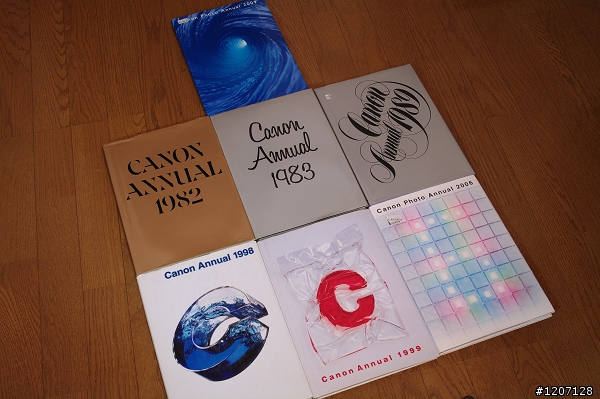 Canon Photo Annual 2007
CANON
ANNUAL
1982
Canon
Annual
1983
Canon
Annual
1989
Canon Annual 1998
C
Canon Annual 1999
Canon Photo Annual 2006
#1207128